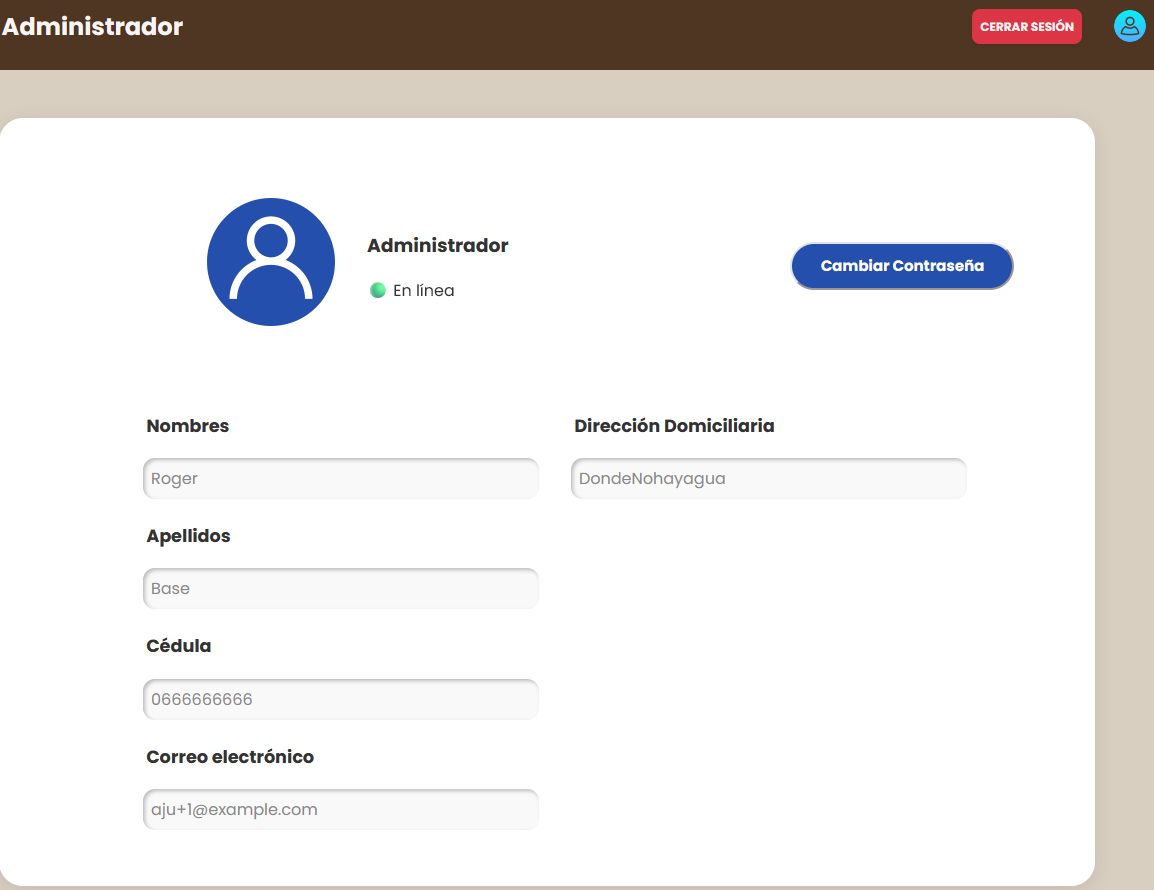 Administrador
CERRAR SESIÓN
Administrador
En línea
Cambiar Contraseña
Nombres
Roger
Apellidos
Base
Cédula
0666666666
Correo electrónico
aju+1@example.com
Dirección Domiciliaria
DondeNohayagua